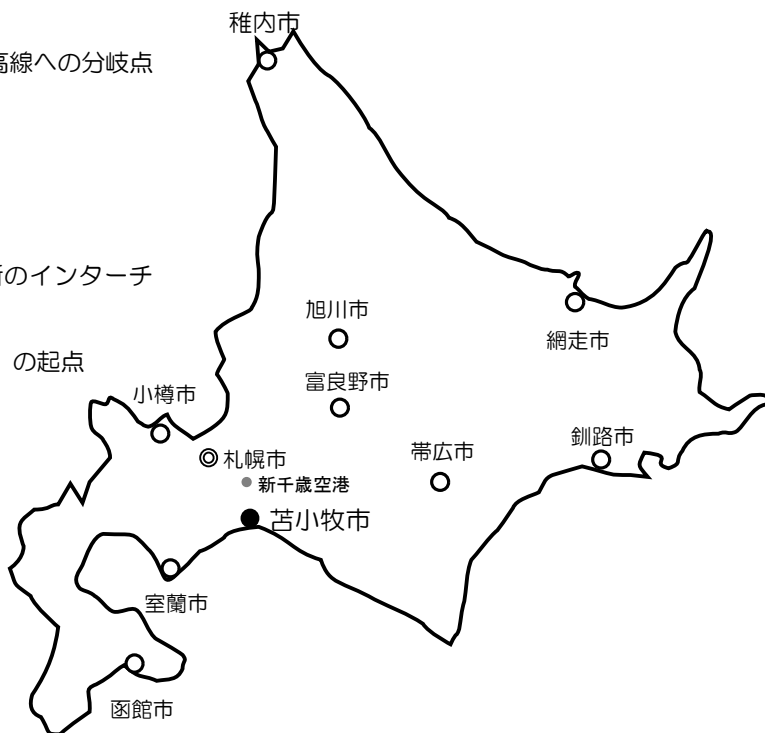 稚内市
高線への分岐点
所のインターチ
旭川市
網走市
の起点
富良野市
小樽市
釧路市
帯広市
札幌市
新千歳空港
苫小牧市
室蘭市
函館市